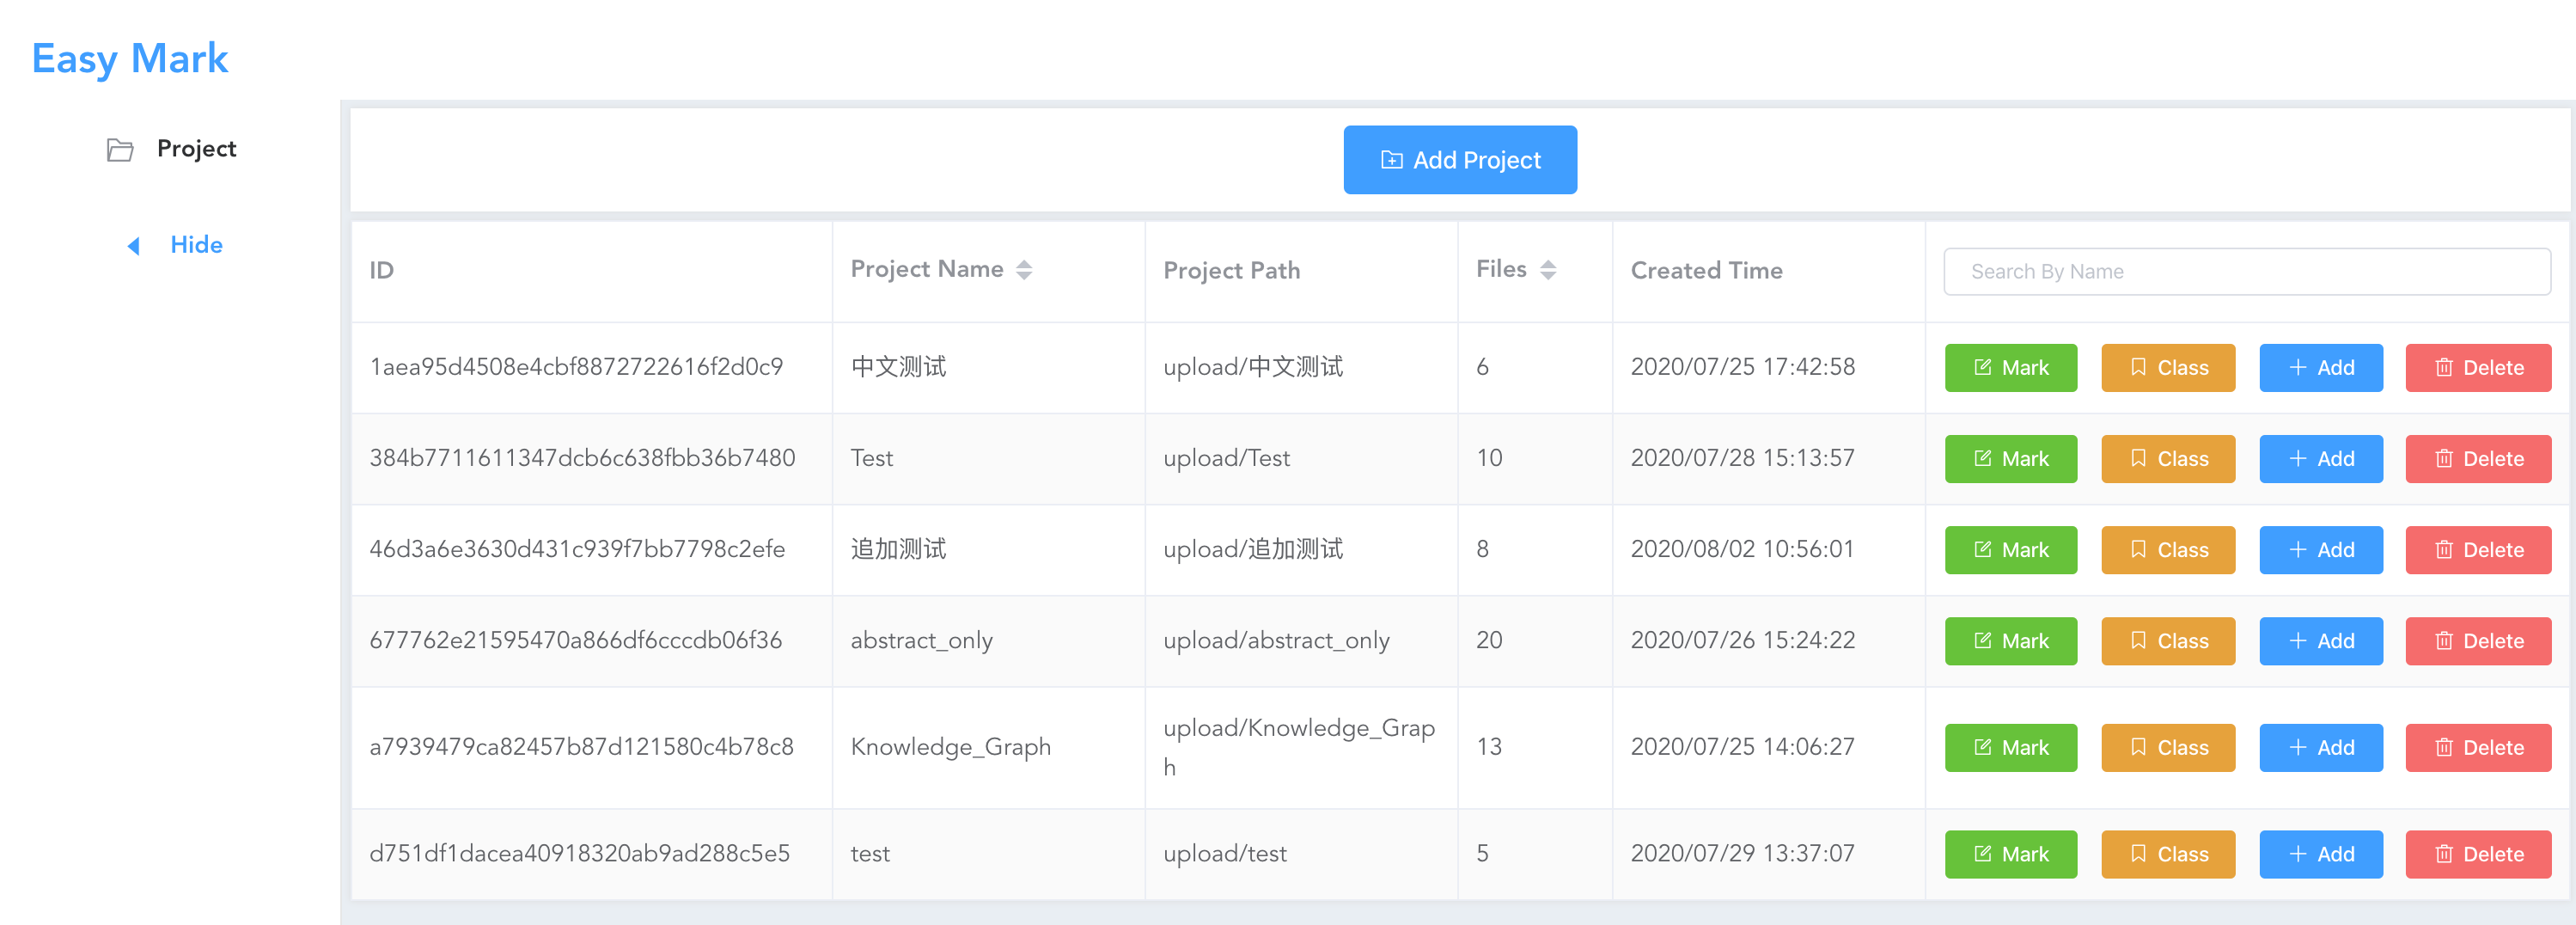 Easy Mark
Project
Hide
Add Project
ID Project Name Project Path Files Created Time Search By Name
1aea95d4508e4cbf8872722616f2d0c9 中文测试 upload/中文测试 6 2020/07/25 17:42:58 Mark Class Add Delete
384b7711611347dcb6c638fbb36b7480 Test upload/Test 10 2020/07/28 15:13:57 Mark Class Add Delete
46d3a6e3630d431c939f7bb7798c2efe 追加测试 upload/追加测试 8 2020/08/02 10:56:01 Mark Class Add Delete
677762e21595470a866df6cccdb06f36 abstract_only upload/abstract_only 20 2020/07/26 15:24:22 Mark Class Add Delete
a7939479ca82457b87d121580c4b78c8 Knowledge_Graph upload/Knowledge_Grap 13 2020/07/25 14:06:27 Mark Class Add Delete
h
d751df1dacea40918320ab9ad288c5e5 test upload/test 5 2020/07/29 13:37:07 Mark Class Add Delete